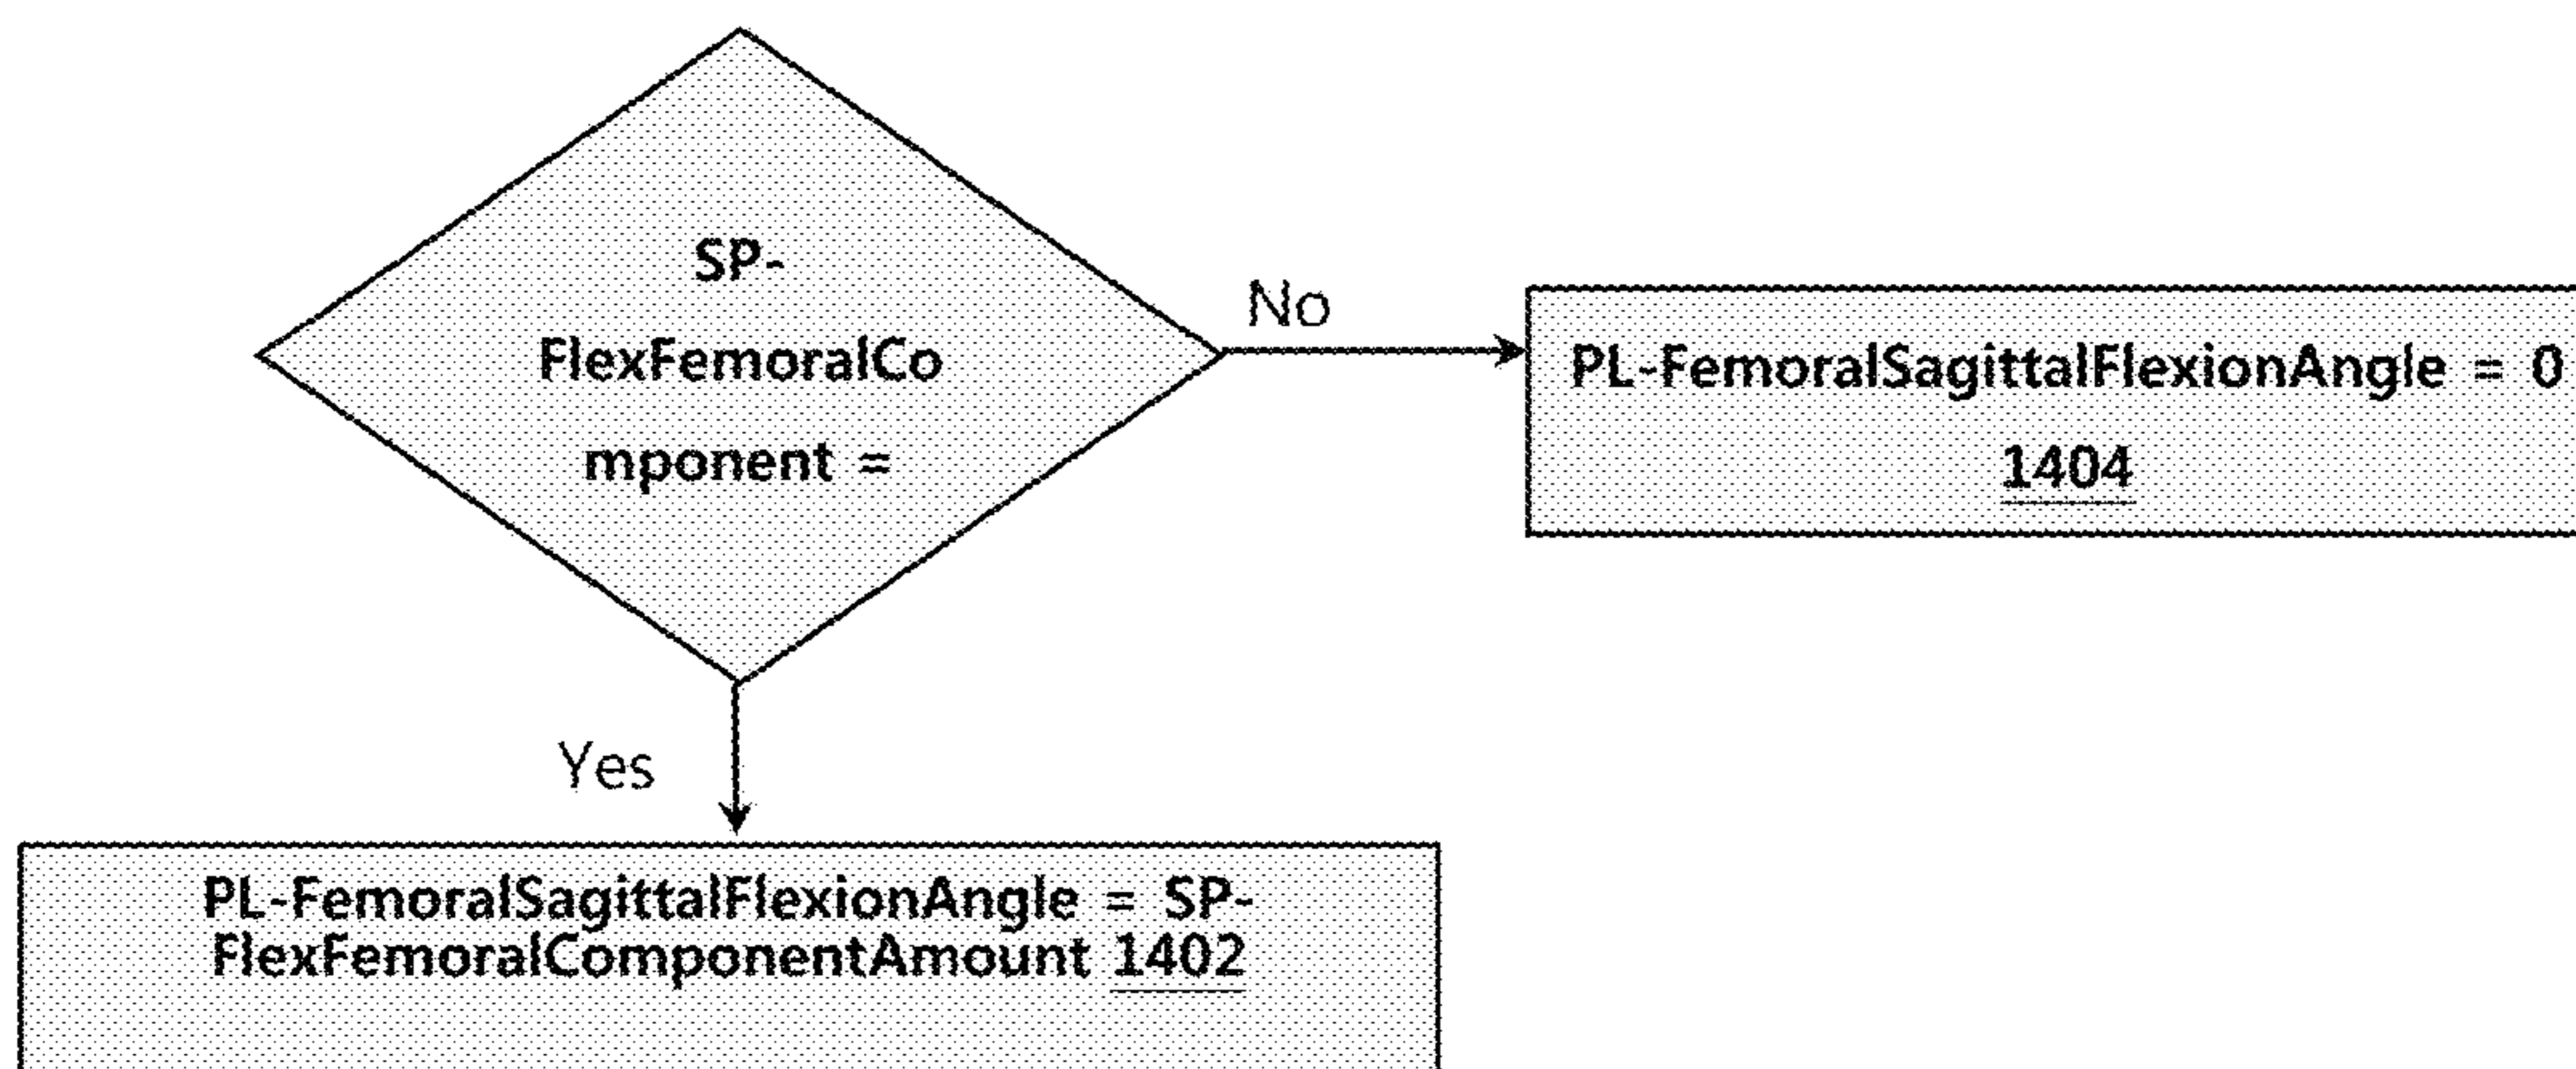 SP-
FlexFemoralCo
mponent =
No
PL-FemoralSagittalFlexionAngle = 0
1404
Yes
PL-FemoralSagittalFlexionAngle = SP-
FlexFemoralComponentAmount 1402